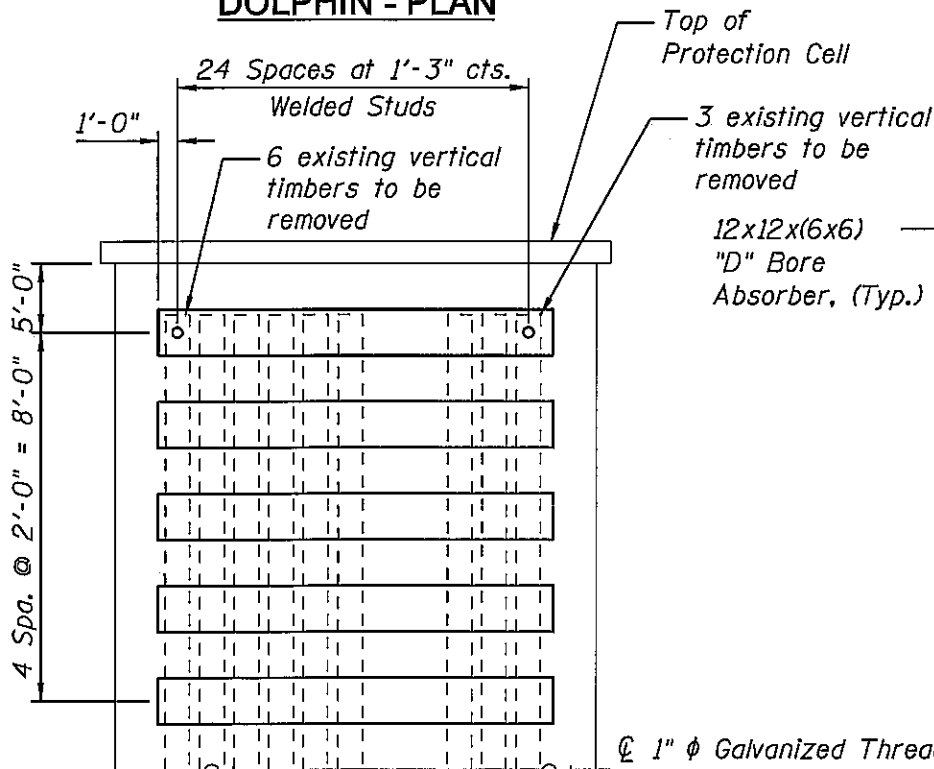 DOLPHIN - PLAN
Top of
Protection Cell
24 Spaces at 1'-3" cts.
Welded Studs
1'-0"
6 existing vertical
timbers to be
removed
3 existing vertical
timbers to be
removed
12x12x(6x6)
"D" Bore
Absorber, (Typ.)
5'-0"
4 Spa. @ 2'-0" = 8'-0"
℄ 1" ϕ Galvanized